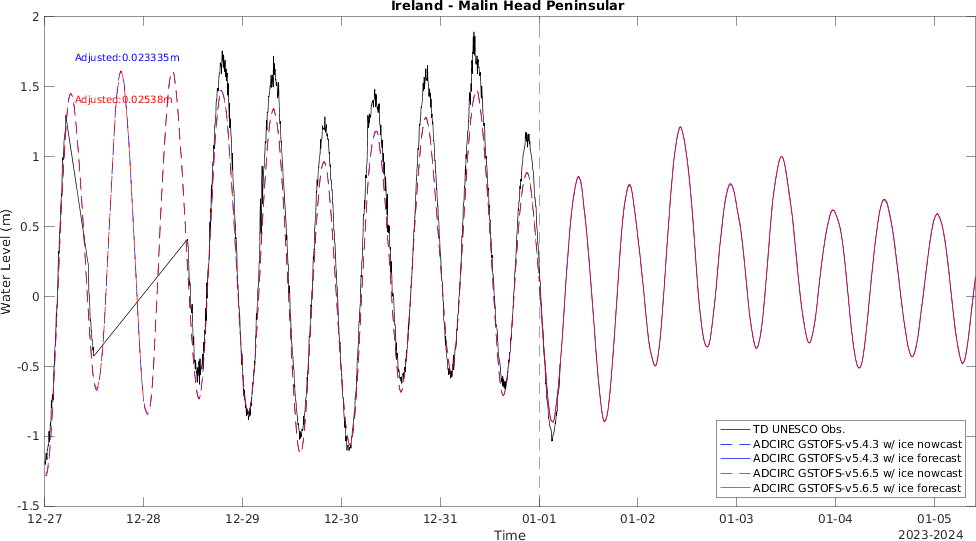 Ireland - Malin Head Peninsular
Water Level (m)
2
1.5
1
0.5
0
-0.5
-1
-1.5
Adjusted:0.023335m
Adjusted:0.02538m
TD UNESCO Obs.
ADCIRC GSTOFS-v5.4.3 w/ ice nowcast
ADCIRC GSTOFS-v5.4.3 w/ ice forecast
ADCIRC GSTOFS-v5.6.5 w/ ice nowcast
ADCIRC GSTOFS-v5.6.5 w/ ice forecast
12-27 12-28 12-29 12-30 12-31 01-01 01-02 01-03 01-04 01-05
Time
2023-2024